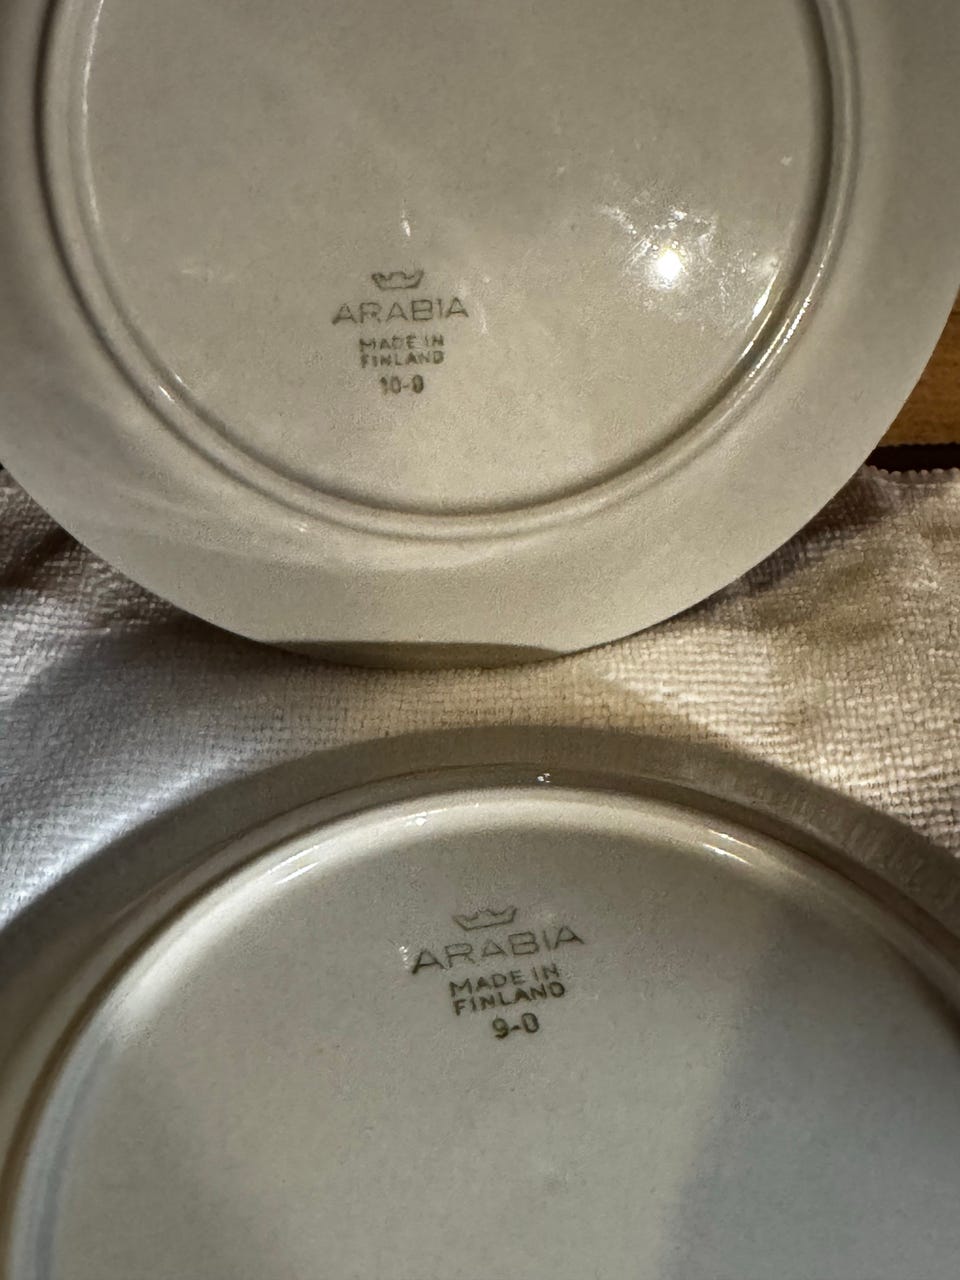 ARABIA
MADE IN
FINLAND
10-0
ARABIA
MADE IN
FINLAND
9-0